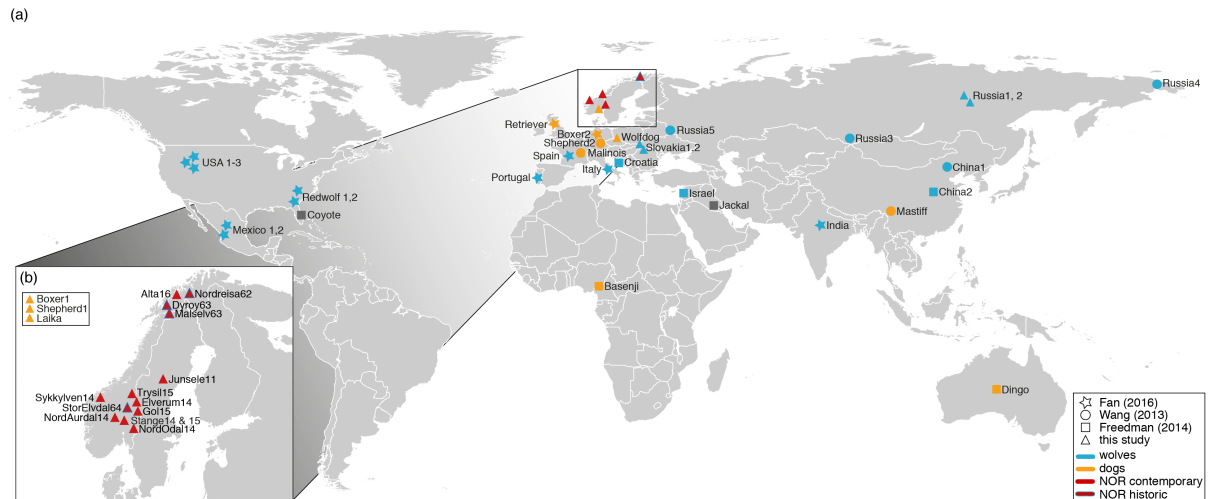 (a)
Russia4
Russia1, 2
Retriever
Boxer2
Wolfdog
Russia5
Russia3
Shepherd2
Slovakia1,2
USA 1-3
Spain
Malinois
Croatia
China1
Portugal
Italy
Redwolf 1,2
Israel
China2
Coyote
Jackal
Mastiff
Mexico 1,2
India
(b)
Boxer1
Shepherd1
Laika
Alta16
Nordreisa62
Dyroy63
Malselv63
Basenji
Junsele11
Sykkylven14
Trysil15
Elverum14
StorElvdal64
Gol15
NordAurdal14
Stange14 & 15
NordOdal14
Dingo
Fan (2016)
Wang (2013)
Freedman (2014)
this study
wolves
dogs
NOR contemporary
NOR historic